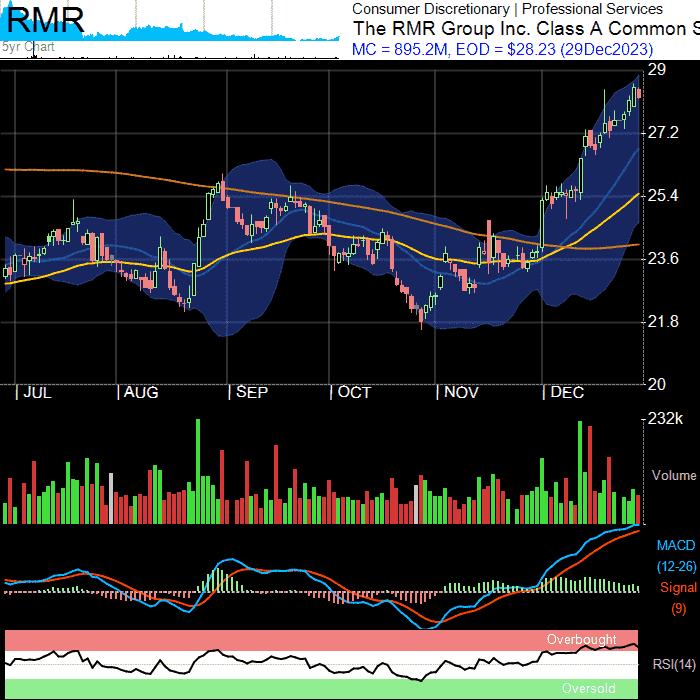 RMR
5yr Chart
Consumer Discretionary | Professional Services
The RMR Group Inc. Class A Common S
MC = 895.2M, EOD = $28.23 (29Dec2023)
29
27.2
25.4
23.6
21.8
20
JUL AUG SEP OCT NOV DEC
232k
Volume
MACD
(12-26)
Signal
(9)
Overbought
RSI(14)
Oversold